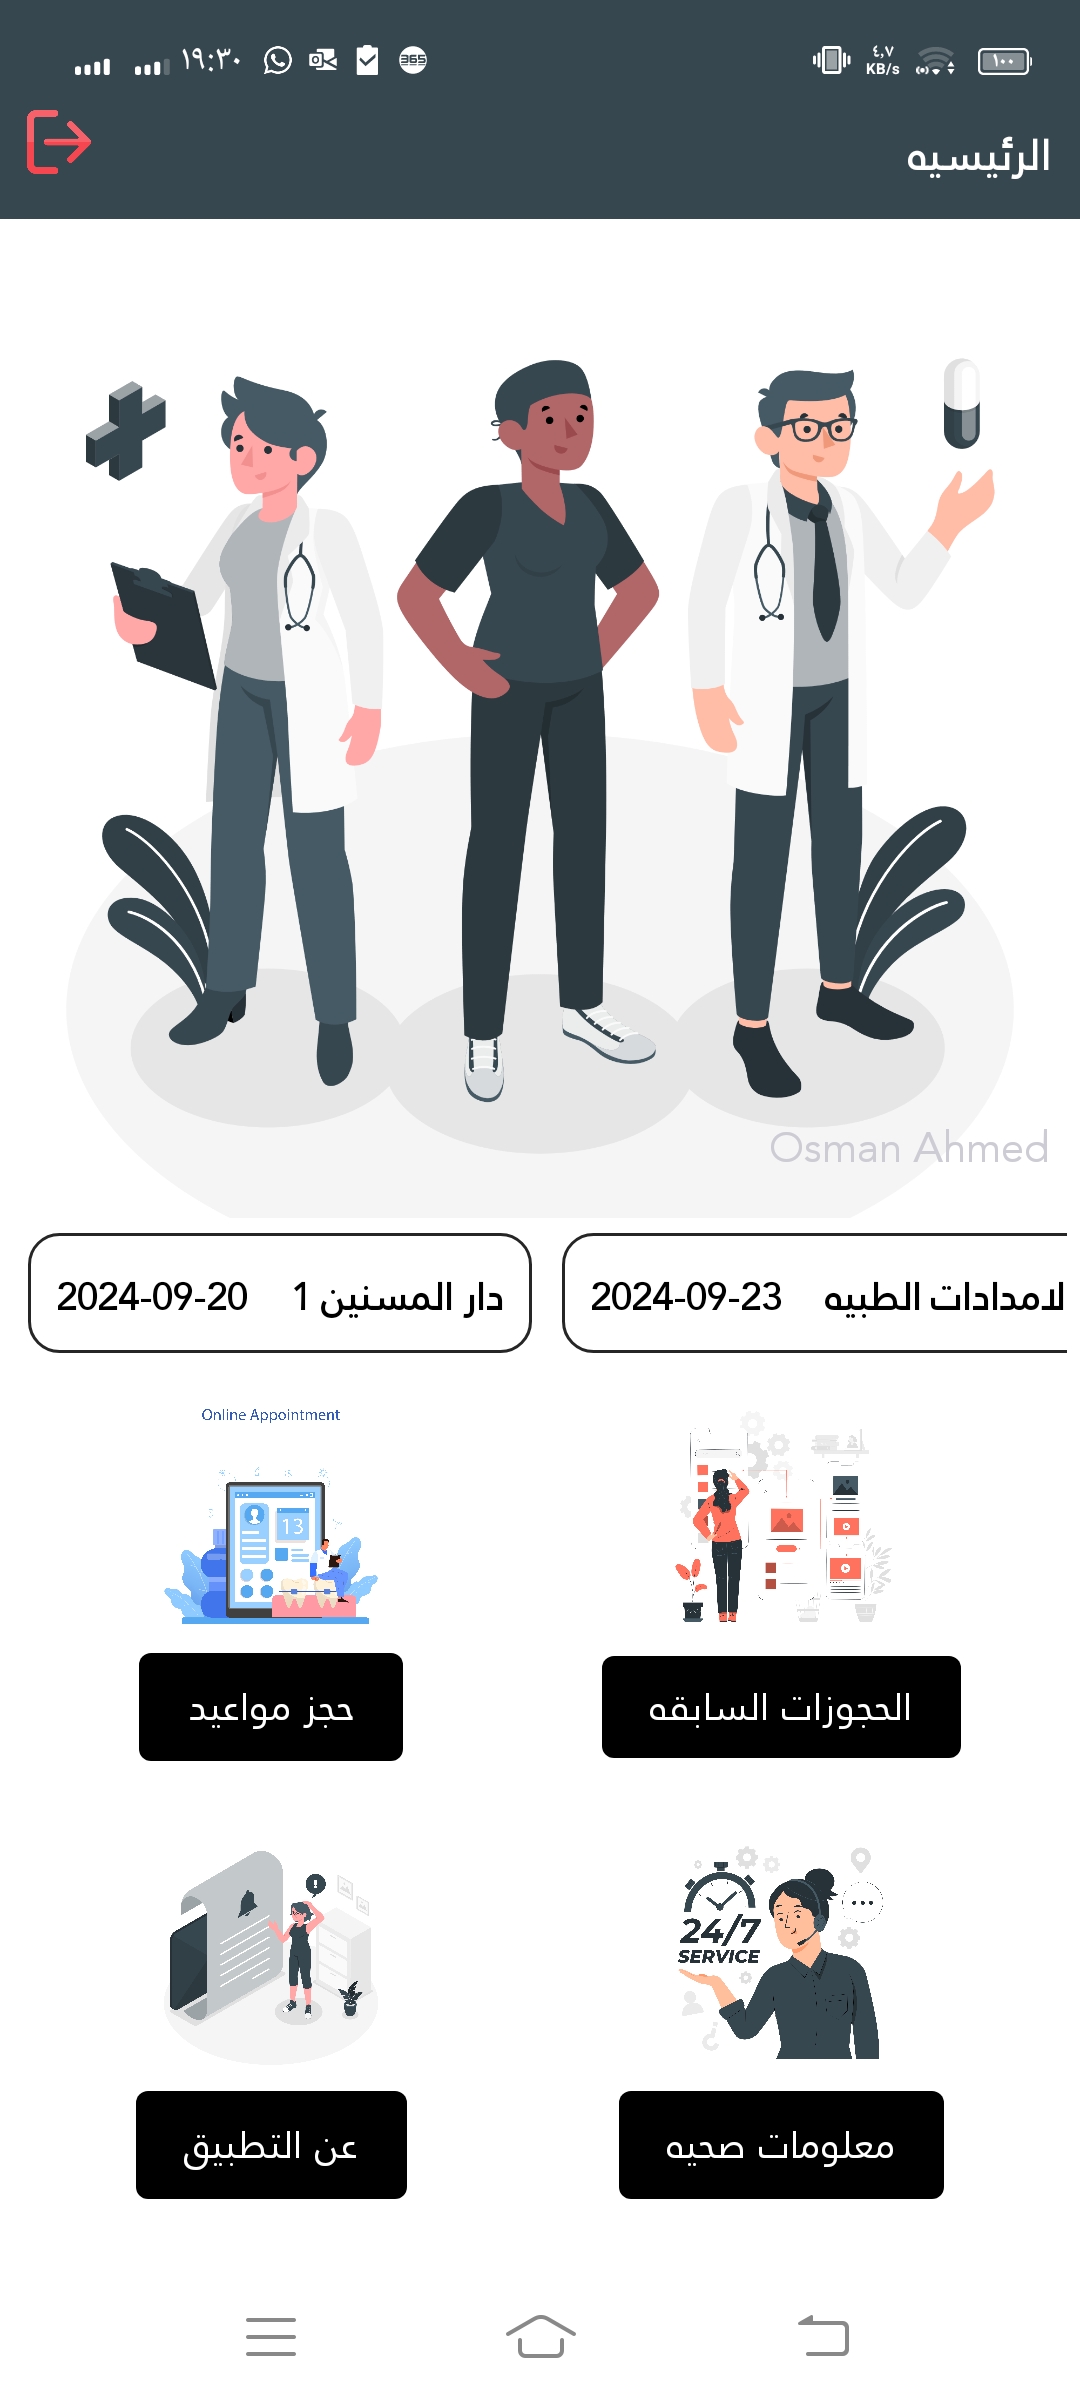 ١٩:٣٠
365
٤,٧
KB/s
١٠٠
الرئيسيه
Osman Ahmed
دار المسنين 1 2024-09-20
لامدادات الطبيه 2024-09-23
Online Appointment
13
حجز مواعيد
الحجوزات السابقه
24/7
SERVICE
عن التطبيق
معلومات صحيه